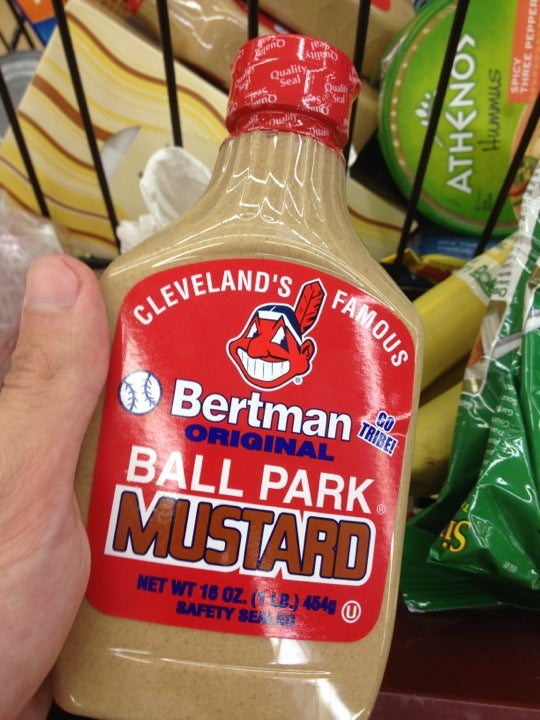 Quality
Seal
CLEVELAND'S FAMOUS
Bertman
ORIGINAL
GO
TRIBE!
BALL PARK
MUSTARD
NET WT 16 OZ. (1 LB.) 454g
SAFETY SEALED
U
ATHENOS
Hummus
SPICY
THREE PEPPER